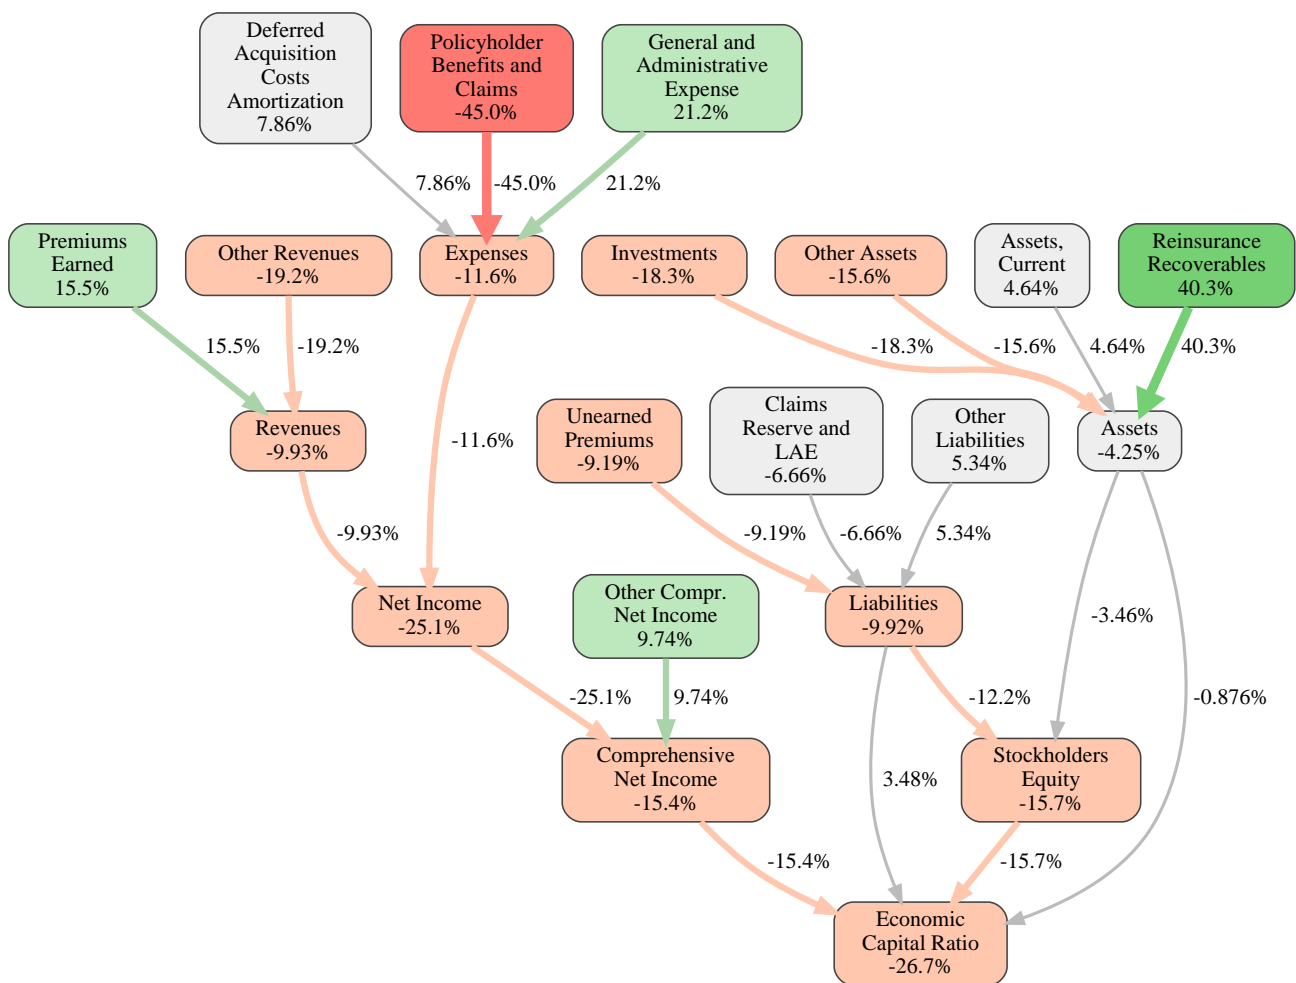 Deferred
Acquisition
Costs
Amortization
7.86%
Policyholder
Benefits and
Claims
-45.0%
General and
Administrative
Expense
21.2%
7.86%
-45.0%
21.2%
Premiums
Earned
15.5%
Other Revenues
-19.2%
Expenses
-11.6%
Investments
-18.3%
Other Assets
-15.6%
Assets,
Current
4.64%
Reinsurance
Recoverables
40.3%
15.5%
-19.2%
-18.3%
-15.6%
4.64%
40.3%
Revenues
-9.93%
-11.6%
Unearned
Premiums
-9.19%
Claims
Reserve and
LAE
-6.66%
Other
Liabilities
5.34%
Assets
-4.25%
-9.93%
-9.19%
-6.66%
5.34%
Net Income
-25.1%
Other Compr.
Net Income
9.74%
Liabilities
-9.92%
-3.46%
-25.1%
9.74%
-12.2%
-0.876%
Comprehensive
Net Income
-15.4%
3.48%
Stockholders
Equity
-15.7%
-15.4%
-15.7%
Economic
Capital Ratio
-26.7%